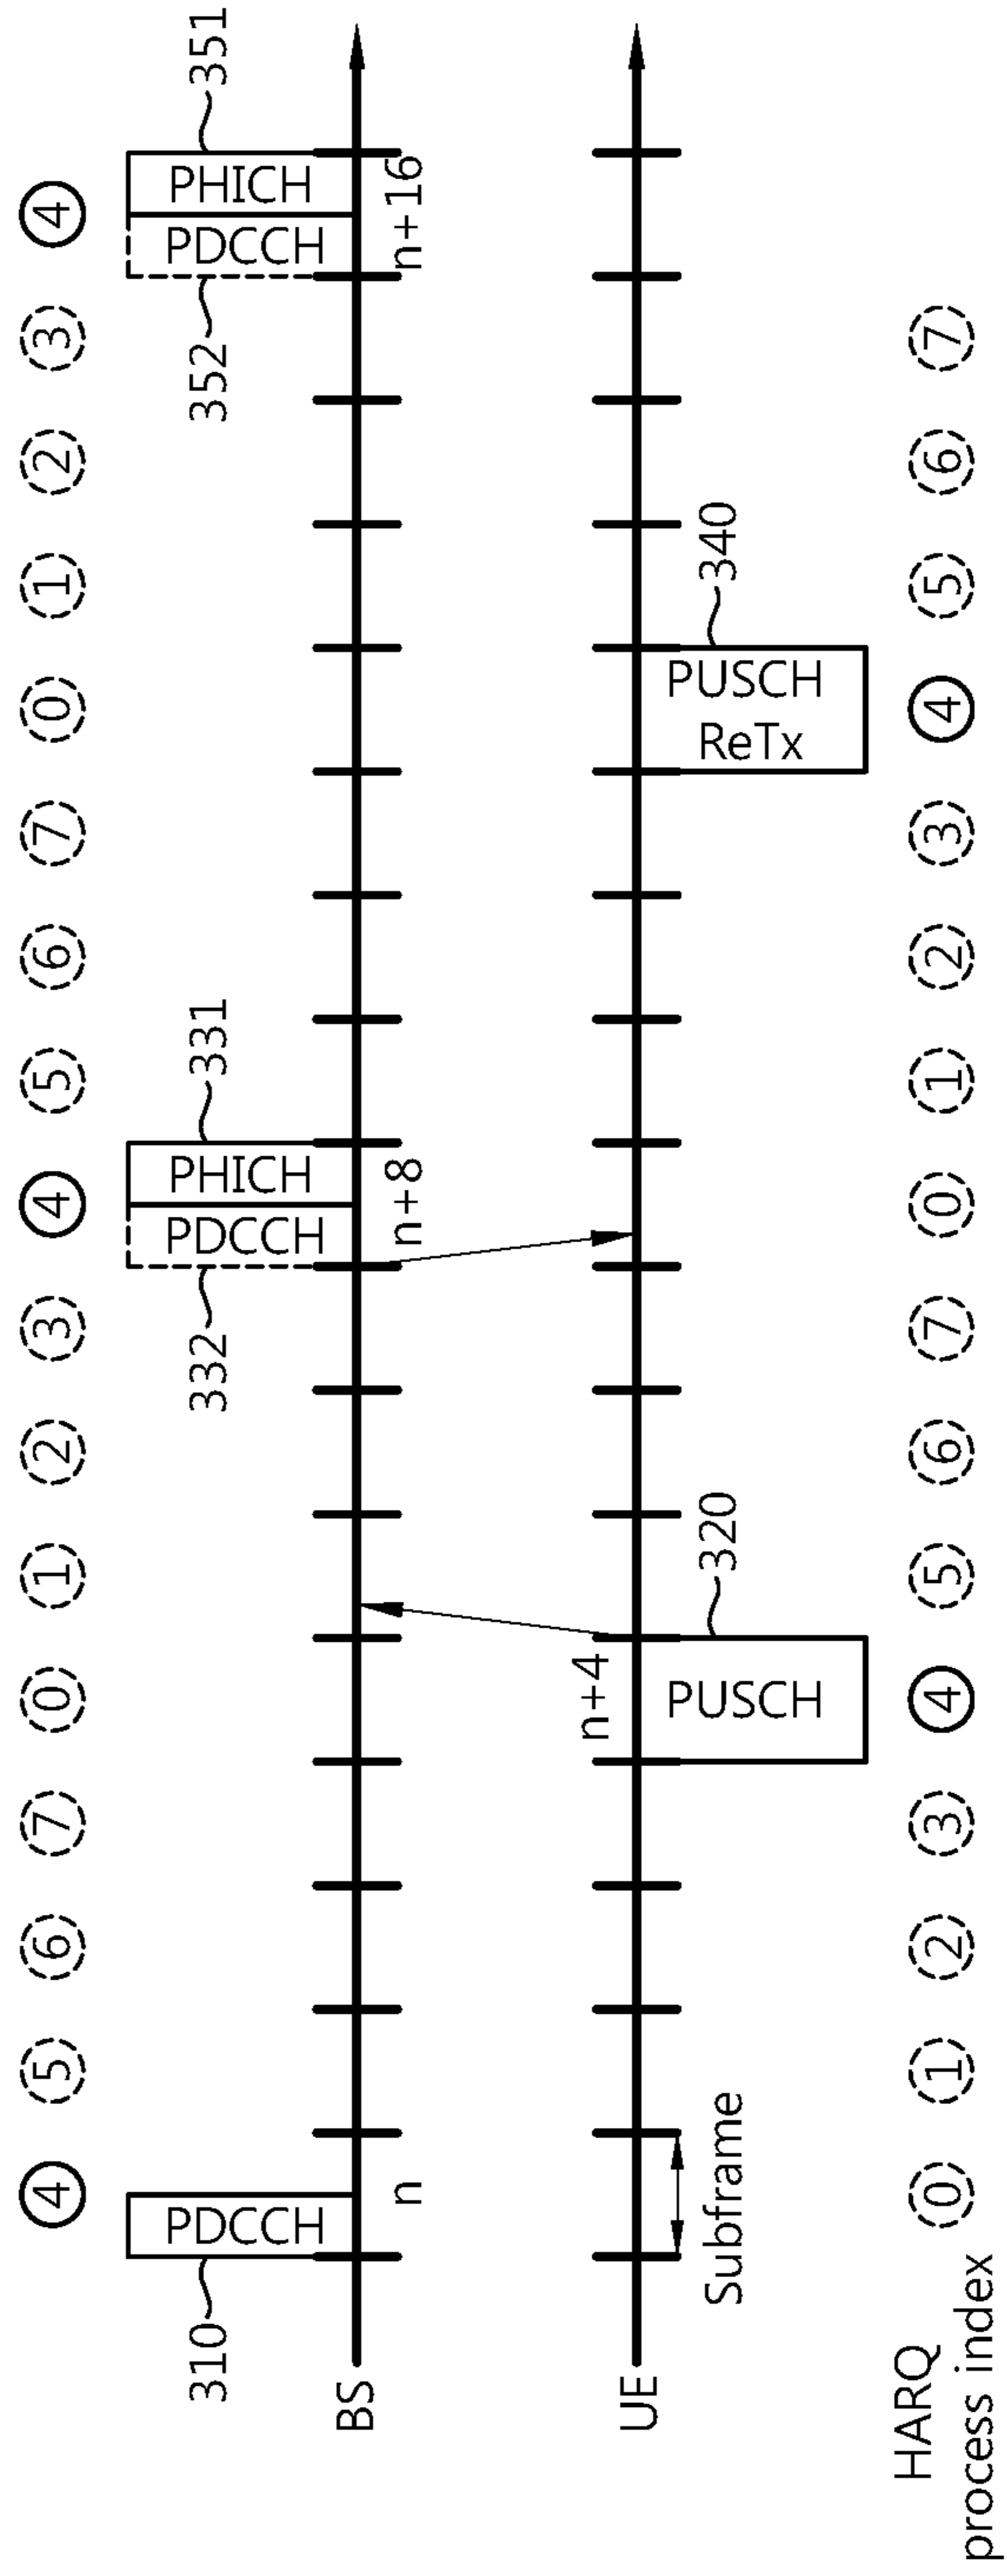 4 5 6 7 0 1 2 3 4 5 6 7 0 1 2 3 4
310 332 331 352 351
PDCCH PDCCH PHICH PDCCH PHICH
BS
n n+8 n+16
n+4
UE
PUSCH PUSCH
ReTx
Subframe 320 340
HARQ
process index
0 1 2 3 4 5 6 7 0 1 2 3 4 5 6 7